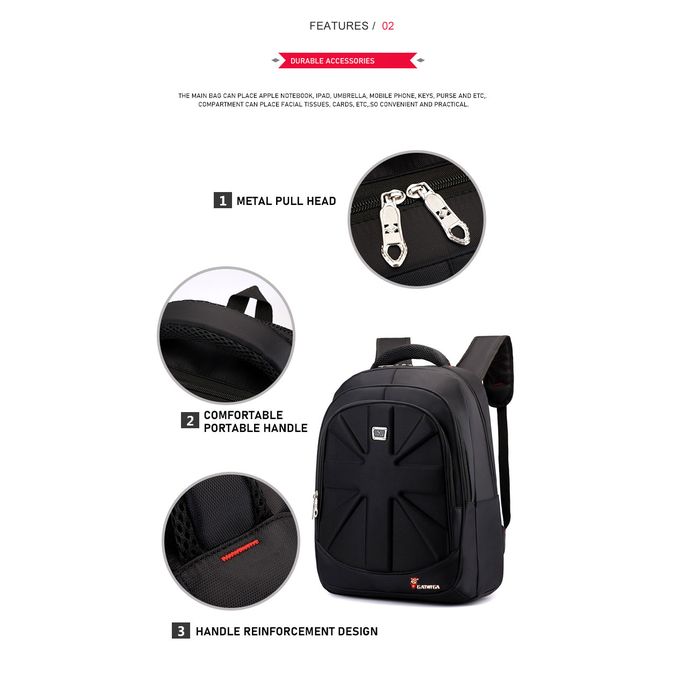 FEATURES / 02
DURABLE ACCESSORIES
THE MAIN BAG CAN PLACE APPLE NOTEBOOK, IPAD, UMBRELLA, MOBILE PHONE, KEYS, PURSE AND ETC,
COMPARTMENT CAN PLACE FACIAL TISSUES, CARDS, ETC,.SO CONVENIENT AND PRACTICAL.
1 METAL PULL HEAD
2 COMFORTABLE
PORTABLE HANDLE
3 HANDLE REINFORCEMENT DESIGN